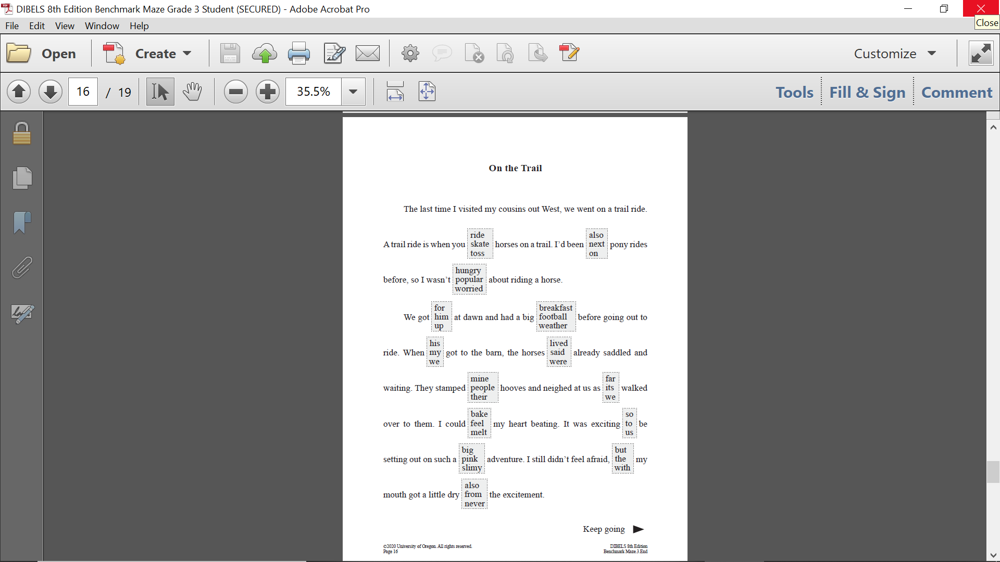 DIBELS 8th Edition Benchmark Maze Grade 3 Student (SECURED) - Adobe Acrobat Pro
Close
File Edit View Window Help
Open Create Customize
16 / 19 35.5% Tools Fill & Sign Comment
On the Trail
The last time I visited my cousins out West, we went on a trail ride.
ride also
A trail ride is when you skate horses on a trail. I’d been next pony rides
toss on
hungry
before, so I wasn’t popular about riding a horse.
worried
for breakfast
We got him at dawn and had a big football before going out to
up weather
his lived
ride. When my got to the barn, the horses said already saddled and
we were
mine far
waiting. They stamped people hooves and neighed at us as its walked
their we
bake so
over to them. I could feel my heart beating. It was exciting to be
melt us
big but
setting out on such a pink adventure. I still didn’t feel afraid, the my
slimy with
also
mouth got a little dry from the excitement.
never
Keep going
©2020 University of Oregon. All rights reserved. DIBELS 8th Edition
Page 16 Benchmark Maze.3.End